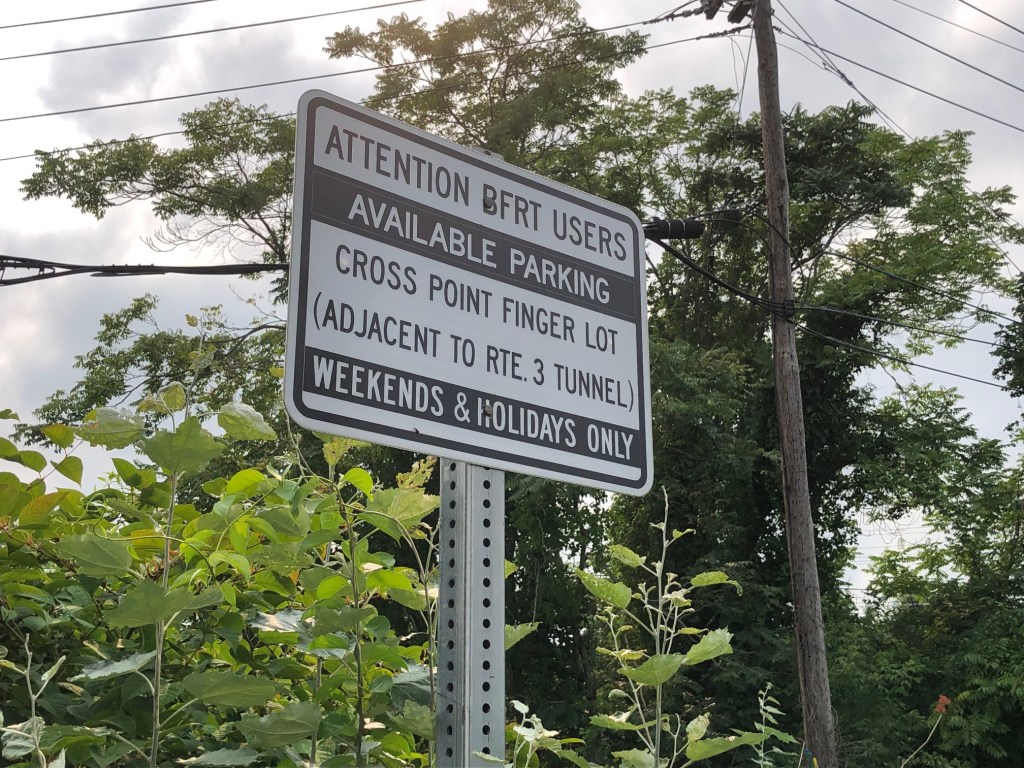 ATTENTION BFRT USERS
AVAILABLE PARKING
CROSS POINT FINGER LOT
(ADJACENT TO RTE. 3 TUNNEL)
WEEKENDS & HOLIDAYS ONLY